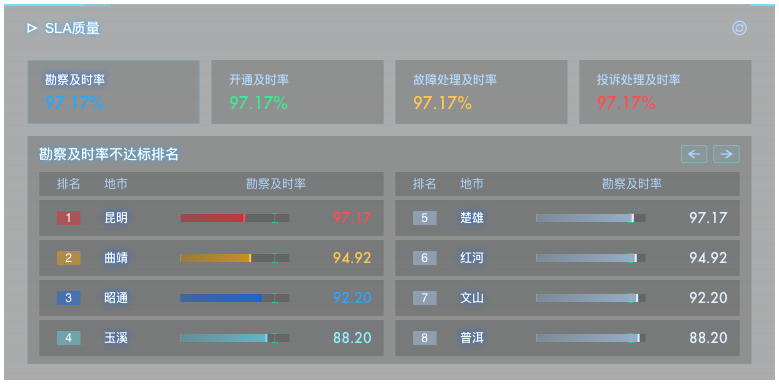 SLA质量
勘察及时率 开通及时率 故障处理及时率 投诉处理及时率
97.17% 97.17% 97.17% 97.17%
勘察及时率不达标排名
排名 地市 勘察及时率 排名 地市 勘察及时率
1 昆明 97.17 5 楚雄 97.17
2 曲靖 94.92 6 红河 94.92
3 昭通 92.20 7 文山 92.20
4 玉溪 88.20 8 普洱 88.20